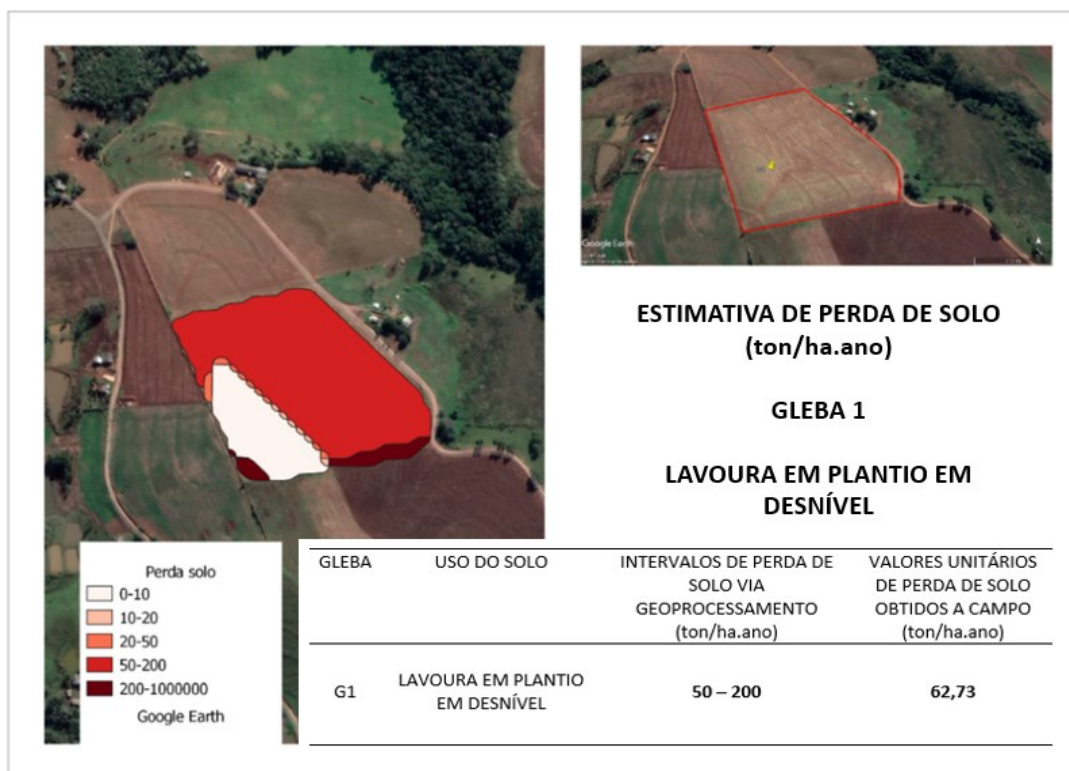 Google Earth
ESTIMATIVA DE PERDA DE SOLO
(ton/ha.ano)
GLEBA 1
LAVOURA EM PLANTIO EM
DESNÍVEL
Perda solo
0-10
10-20
20-50
50-200
200-1000000
Google Earth
GLEBA
USO DO SOLO
INTERVALOS DE PERDA DE
SOLO VIA
GEOPROCESSAMENTO
(ton/ha.ano)
VALORES UNITÁRIOS
DE PERDA DE SOLO
OBTIDOS A CAMPO
(ton/ha.ano)
G1
LAVOURA EM PLANTIO
EM DESNÍVEL
50 – 200
62,73